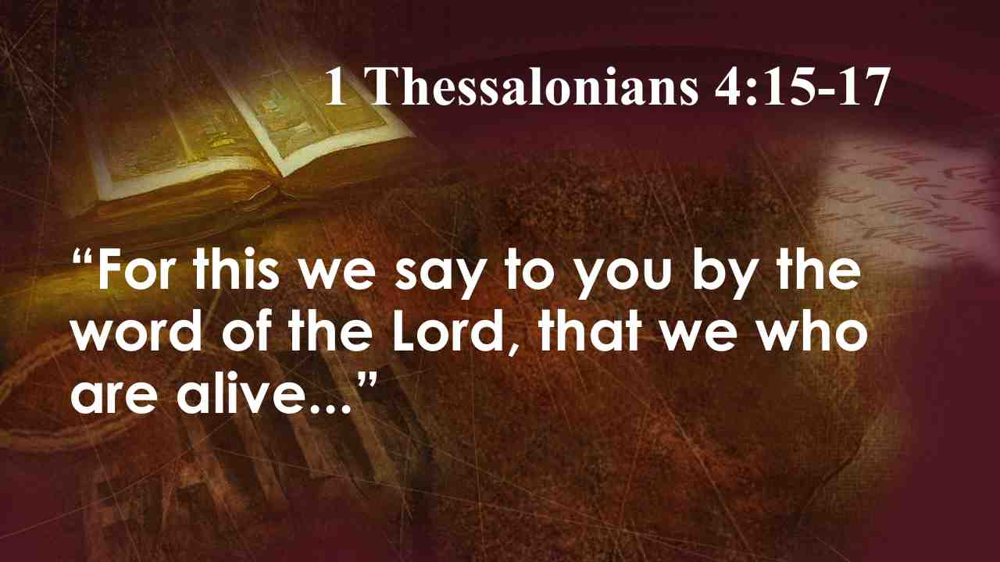 1 Thessalonians 4:15-17
“For this we say to you by the
word of the Lord, that we who
are alive...”